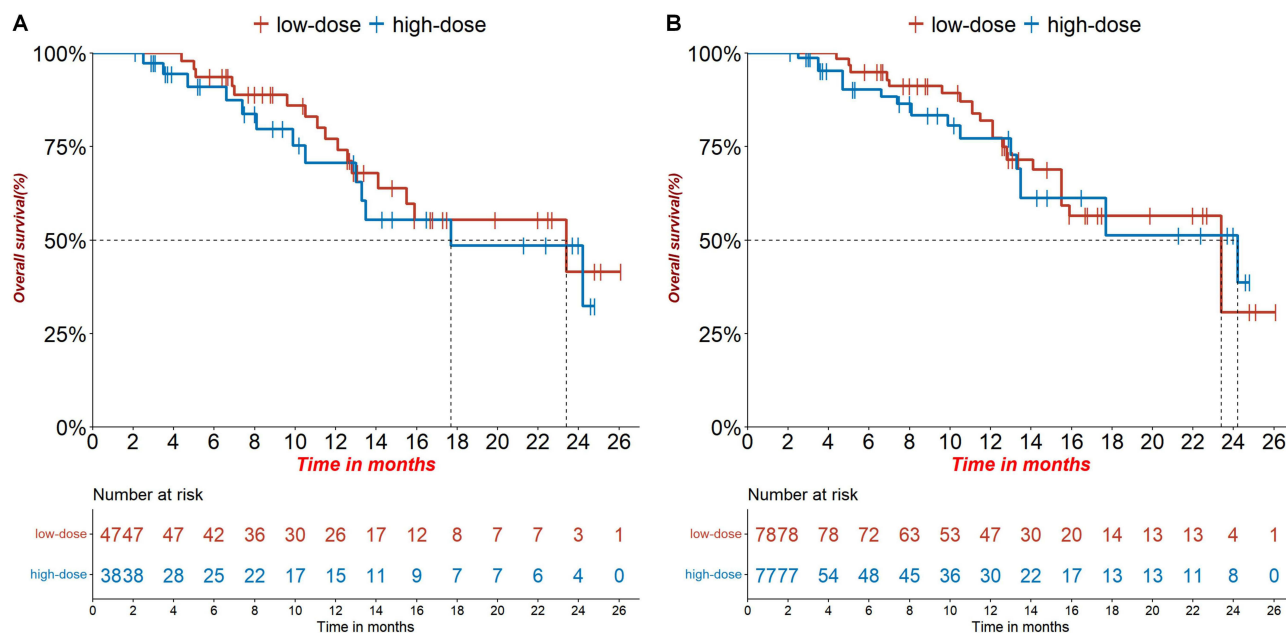 A
low-dose high-dose
100%
75%
50%
25%
0%
Overall survival(%)
0 2 4 6 8 10 12 14 16 18 20 22 24 26
Time in months
Number at risk
low-dose 47 47 47 42 36 30 26 17 12 8 7 7 3 1
high-dose 38 38 28 25 22 17 15 11 9 7 7 6 4 0
0 2 4 6 8 10 12 14 16 18 20 22 24 26
Time in months
B
low-dose high-dose
100%
75%
50%
25%
0%
Overall survival(%)
0 2 4 6 8 10 12 14 16 18 20 22 24 26
Time in months
Number at risk
low-dose 78 78 78 72 63 53 47 30 20 14 13 13 4 1
high-dose 77 77 54 48 45 36 30 22 17 13 13 11 8 0
0 2 4 6 8 10 12 14 16 18 20 22 24 26
Time in months